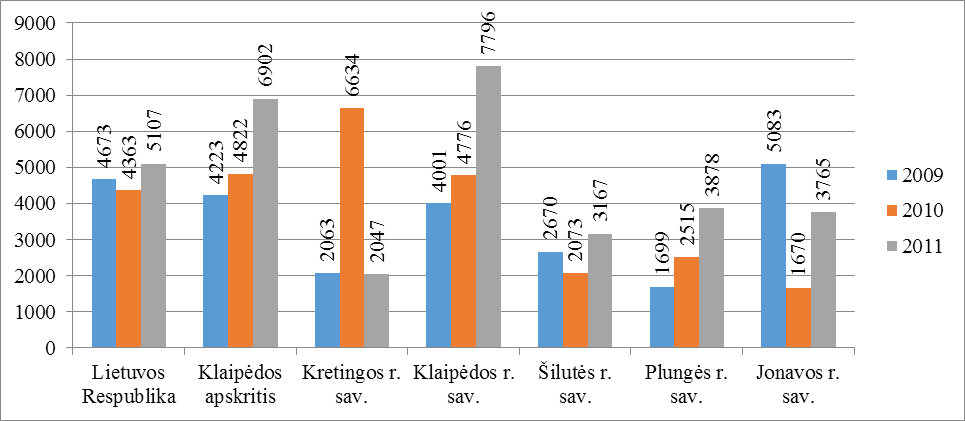 9000
8000
7000
6000
5000
4000
3000
2000
1000
0
4673
4363
5107
4223
4822
6902
2063
6634
2047
4001
4776
7796
2670
2073
3167
1699
2515
3878
5083
1670
3765
Lietuvos
Respublika
Klaipėdos
apskritis
Kretingos r.
sav.
Klaipėdos r.
sav.
Šilutės r.
sav.
Plungės r.
sav.
Jonavos r.
sav.
2009
2010
2011